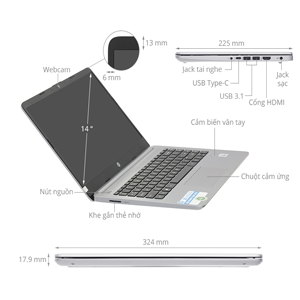 13 mm
225 mm
Webcam
6 mm
Jack tai nghe
USB Type-C
USB 3.1
Cổng HDMI
Jack
sạc
14 "
Cảm biến vân tay
Chuột cảm ứng
Nút nguồn
Khe gắn thẻ nhớ
324 mm
17.9 mm